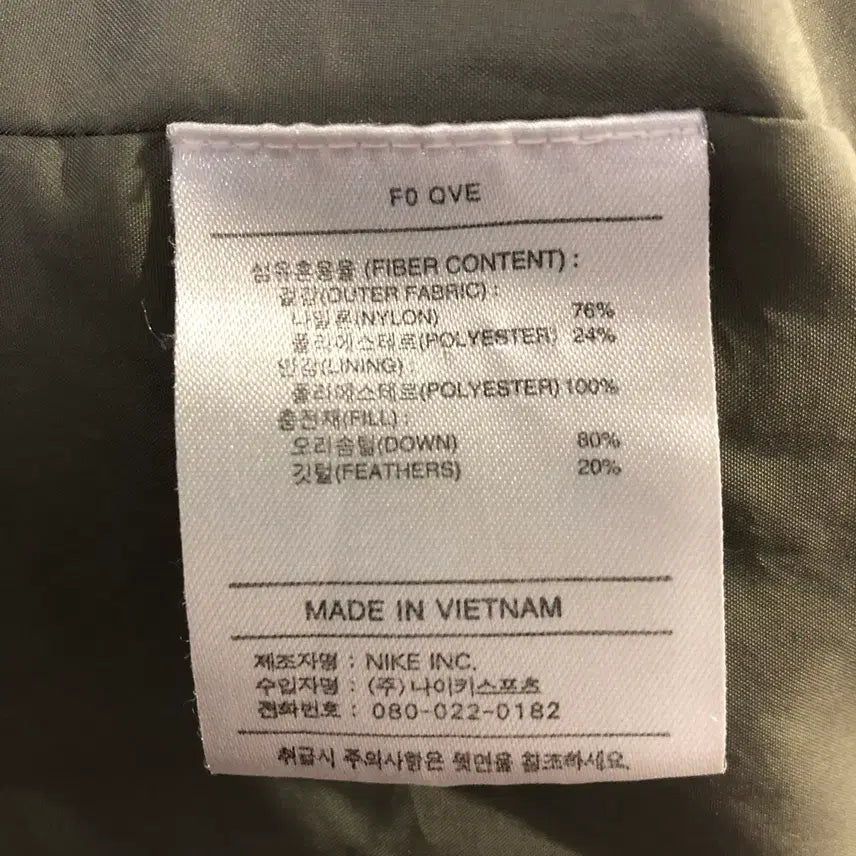 F0 QVE
섬유혼용율 (FIBER CONTENT) :
겉감(OUTER FABRIC) :
나일론(NYLON) 76%
폴리에스테르(POLYESTER) 24%
안감(LINING) :
폴리에스테르(POLYESTER) 100%
충전재(FILL) :
오리솜털(DOWN) 80%
깃털(FEATHERS) 20%
MADE IN VIETNAM
제조자명 : NIKE INC.
수입자명 : (주)나이키스포츠
전화번호 : 080-022-0182
취급시 주의사항은 뒷면을 참조하세요.